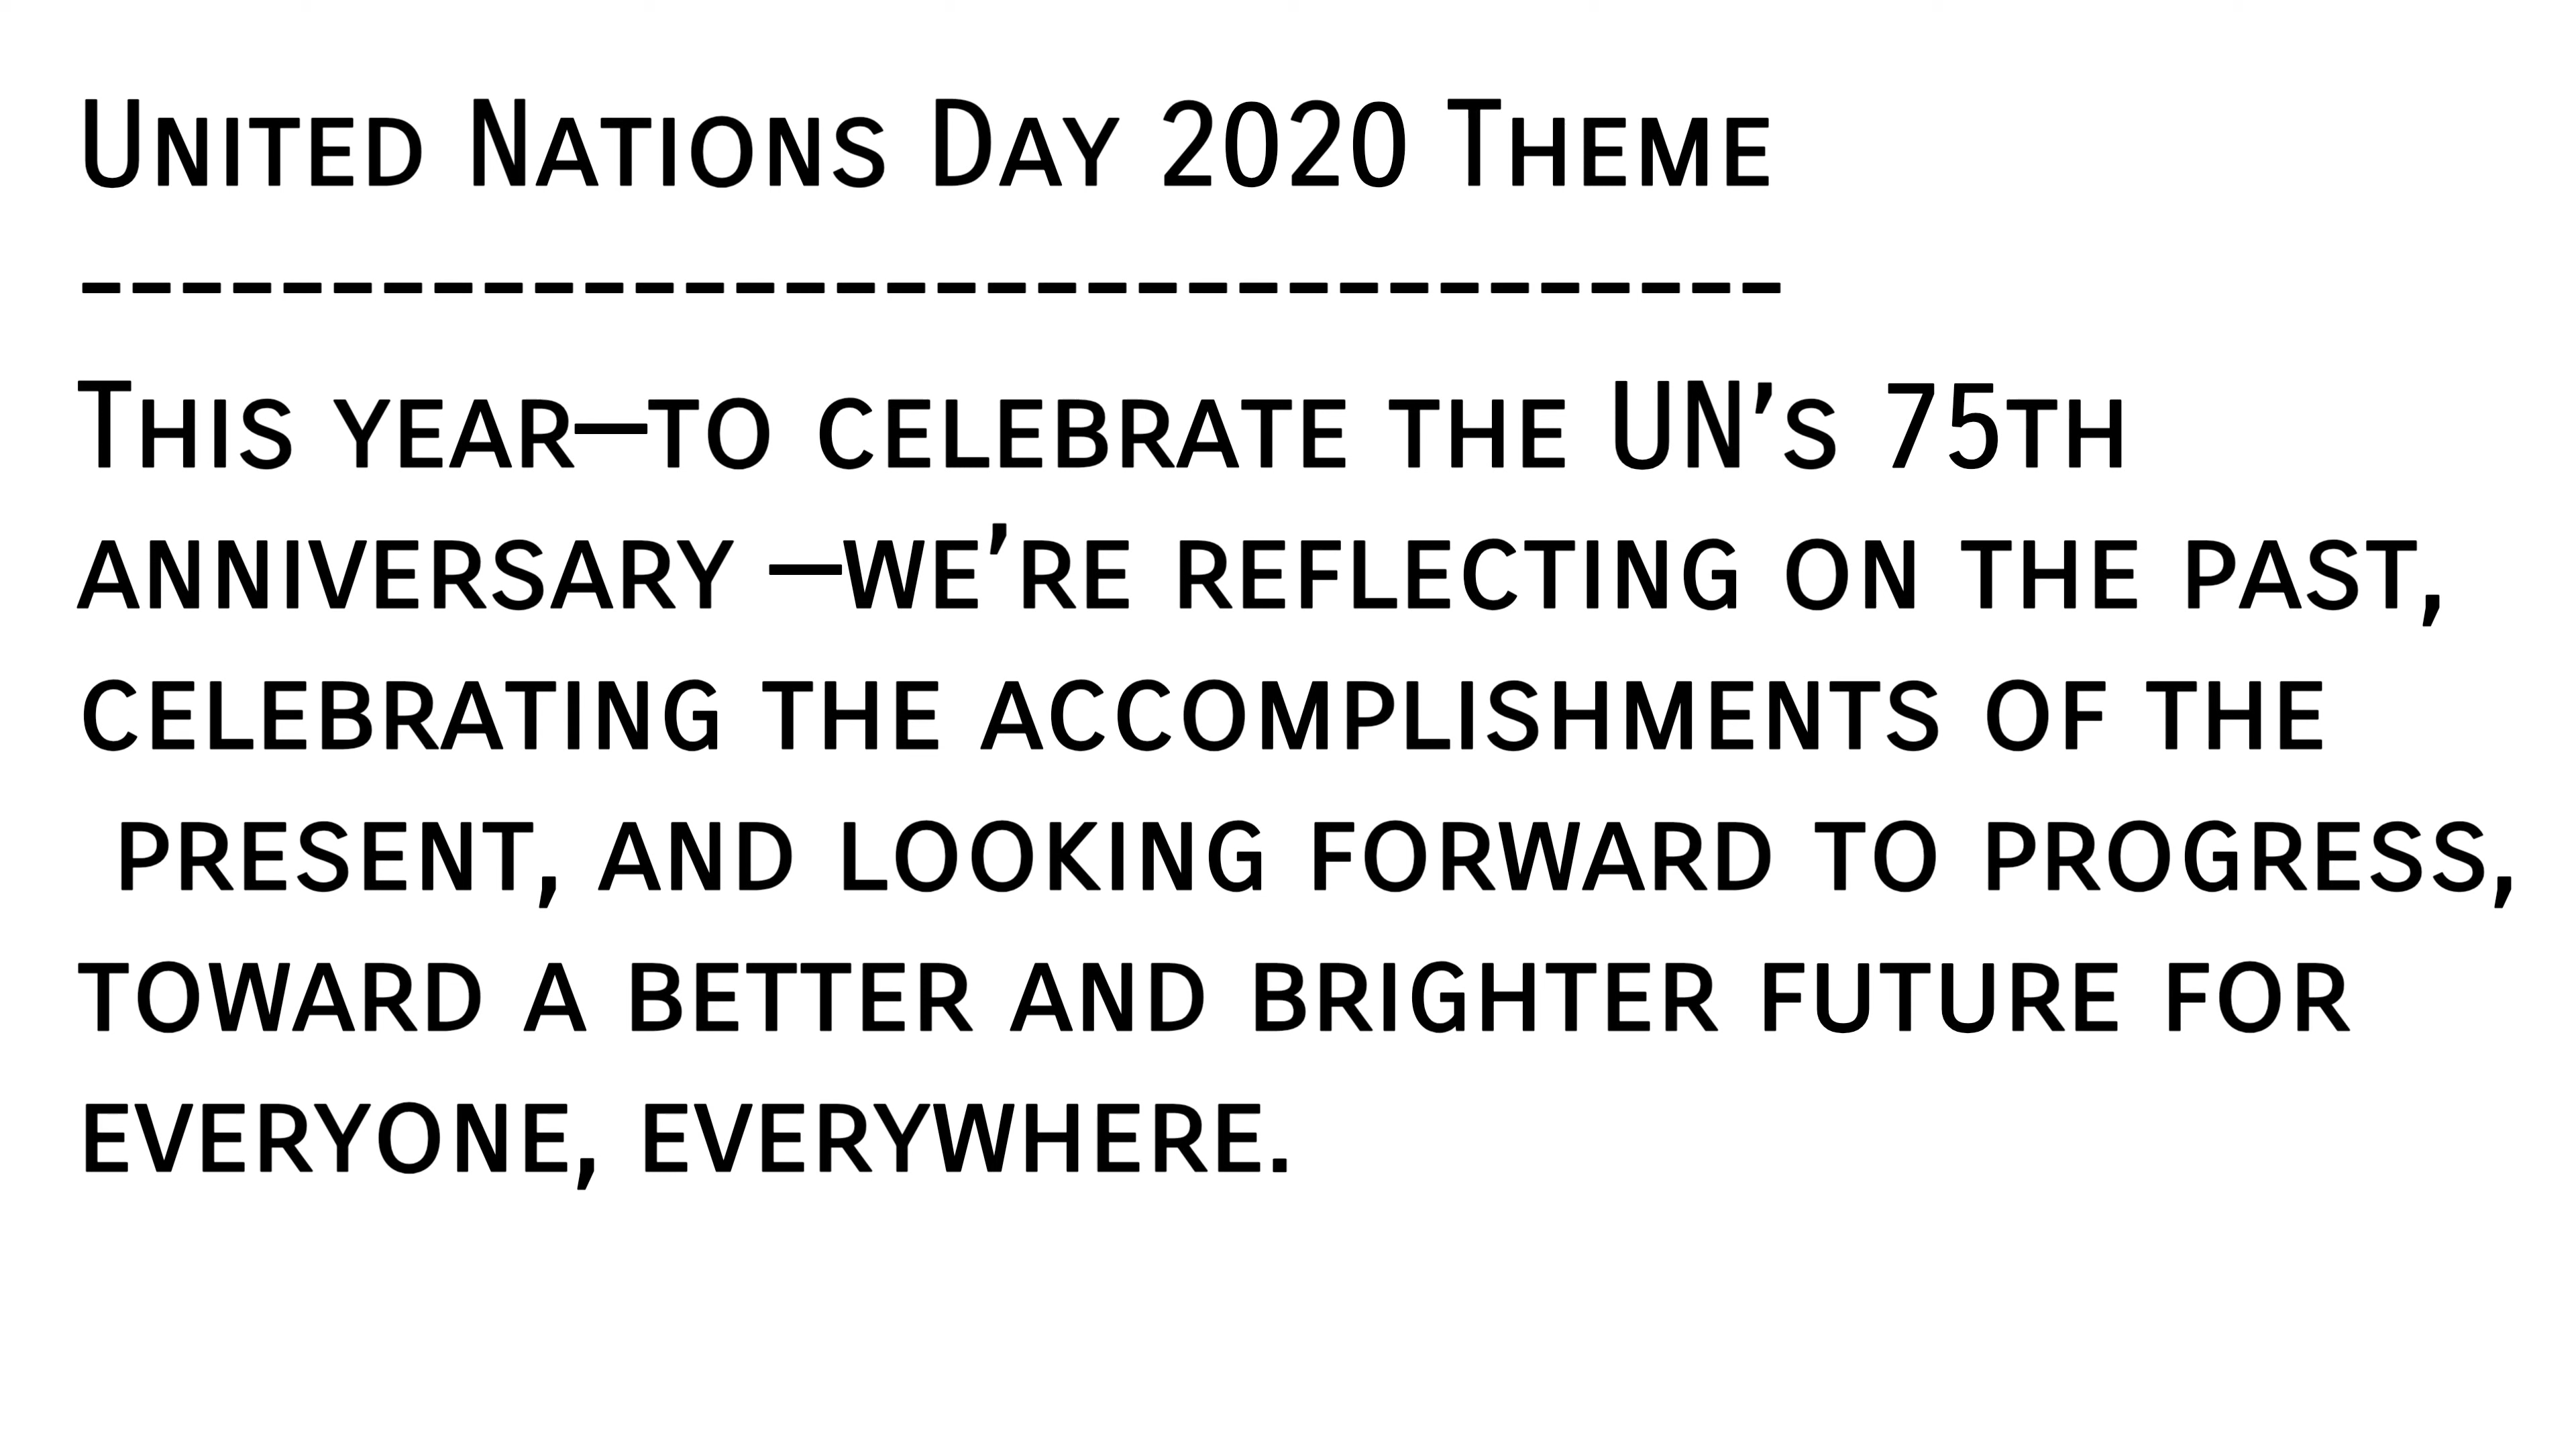 United Nations Day 2020 Theme
----------------------------------
This year—to celebrate the UN’s 75th
anniversary —we’re reflecting on the past,
celebrating the accomplishments of the
present, and looking forward to progress,
toward a better and brighter future for
everyone, everywhere.